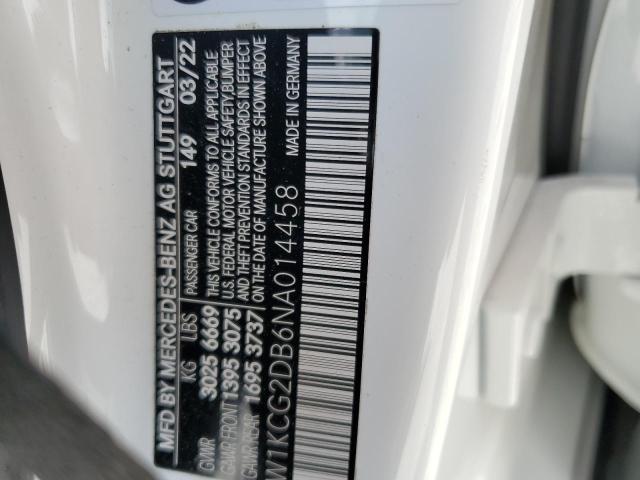 MFD BY MERCEDES-BENZ AG STUTTGART
KG LBS PASSENGER CAR 149 03/22
GVWR 3025 6669 THIS VEHICLE CONFORMS TO ALL APPLICABLE
GVWR FRONT 1395 3075 U.S. FEDERAL MOTOR VEHICLE SAFETY, BUMPER
GVWR REAR 1695 3737 AND THEFT PREVENTION STANDARDS IN EFFECT
ON THE DATE OF MANUFACTURE SHOWN ABOVE
W1KCG2DB6NA014458 MADE IN GERMANY